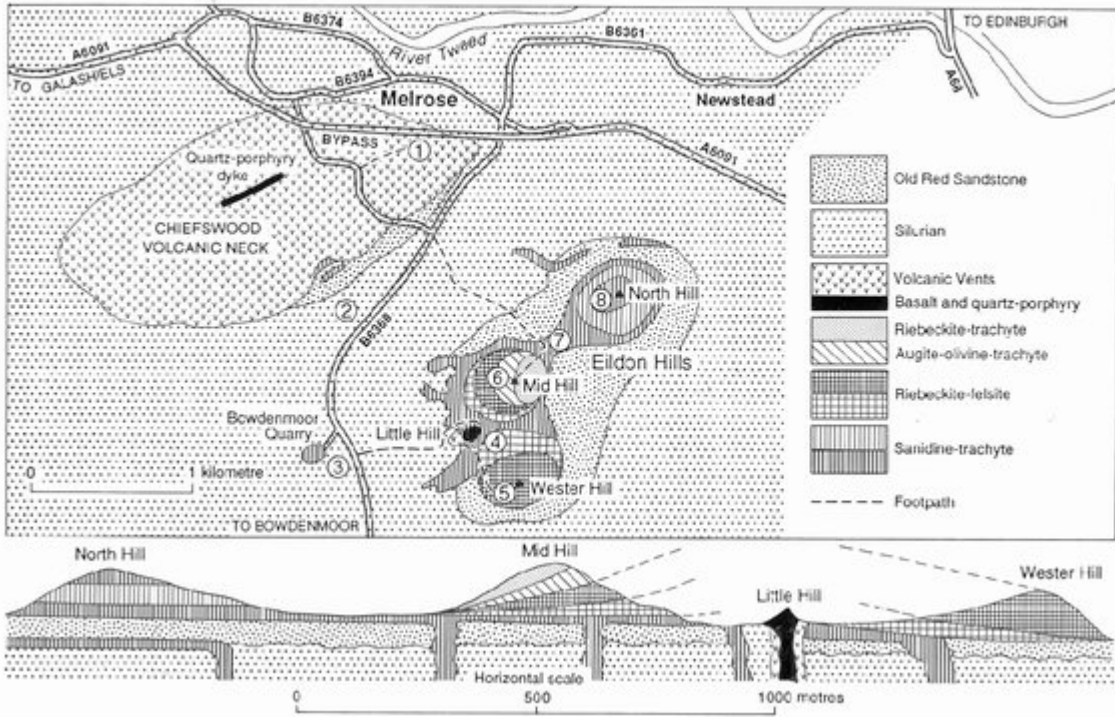 B6374
A6091
TO GALASHIELS
River Tweed
B6361
TO EDINBURGH
A68
B6394
Melrose
Newstead
BYPASS
1
A6091
Quartz-porphyry
dyke
CHIEFSWOOD
VOLCANIC NECK
2
B6368
8
North Hill
7
Eildon Hills
6
Mid Hill
Bowdenmoor
Quarry
Little Hill
4
3
5
Wester Hill
0
1 kilometre
TO BOWDENMOOR
Old Red Sandstone
Silurian
Volcanic Vents
Basalt and quartz-porphyry
Riebeckite-trachyte
Augite-olivine-trachyte
Riebeckite-felsite
Sanidine-trachyte
Footpath
North Hill
Mid Hill
Little Hill
Wester Hill
Horizontal scale
0
500
1000 metres